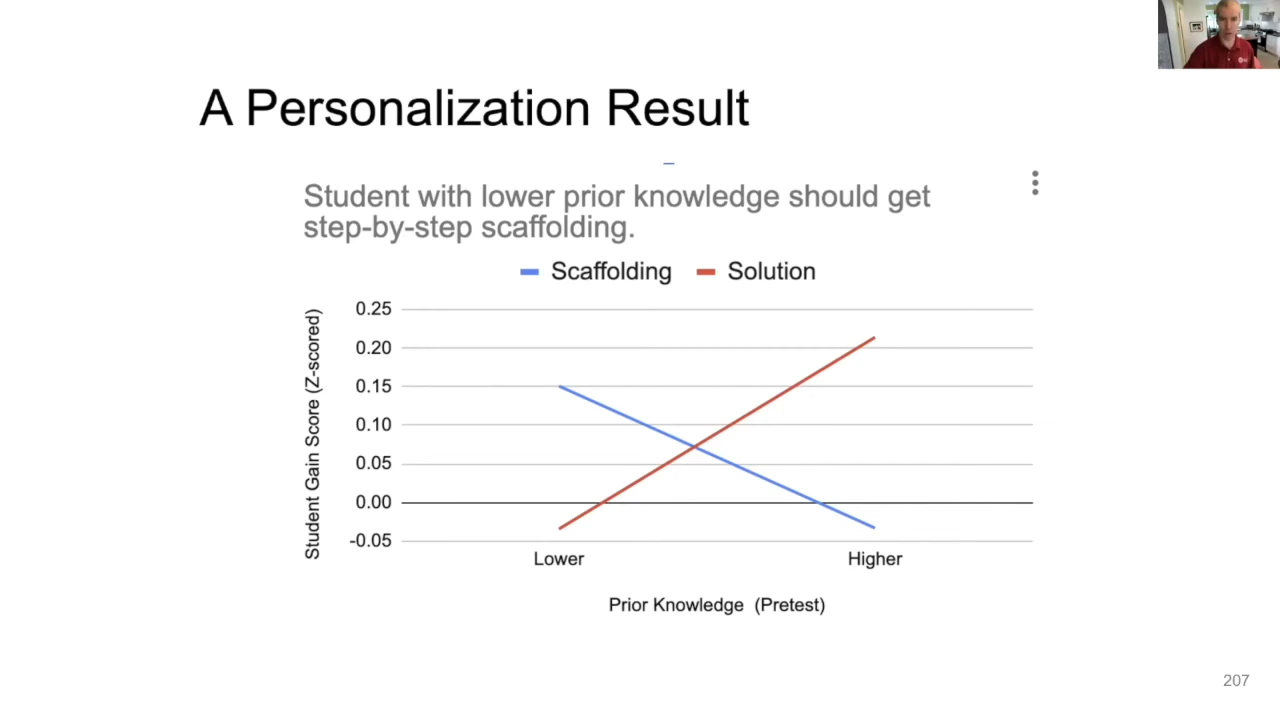 A Personalization Result
Student with lower prior knowledge should get
step-by-step scaffolding.
Scaffolding Solution
Student Gain Score (Z-scored)
0.25
0.20
0.15
0.10
0.05
0.00
-0.05
Lower Higher
Prior Knowledge (Pretest)
207